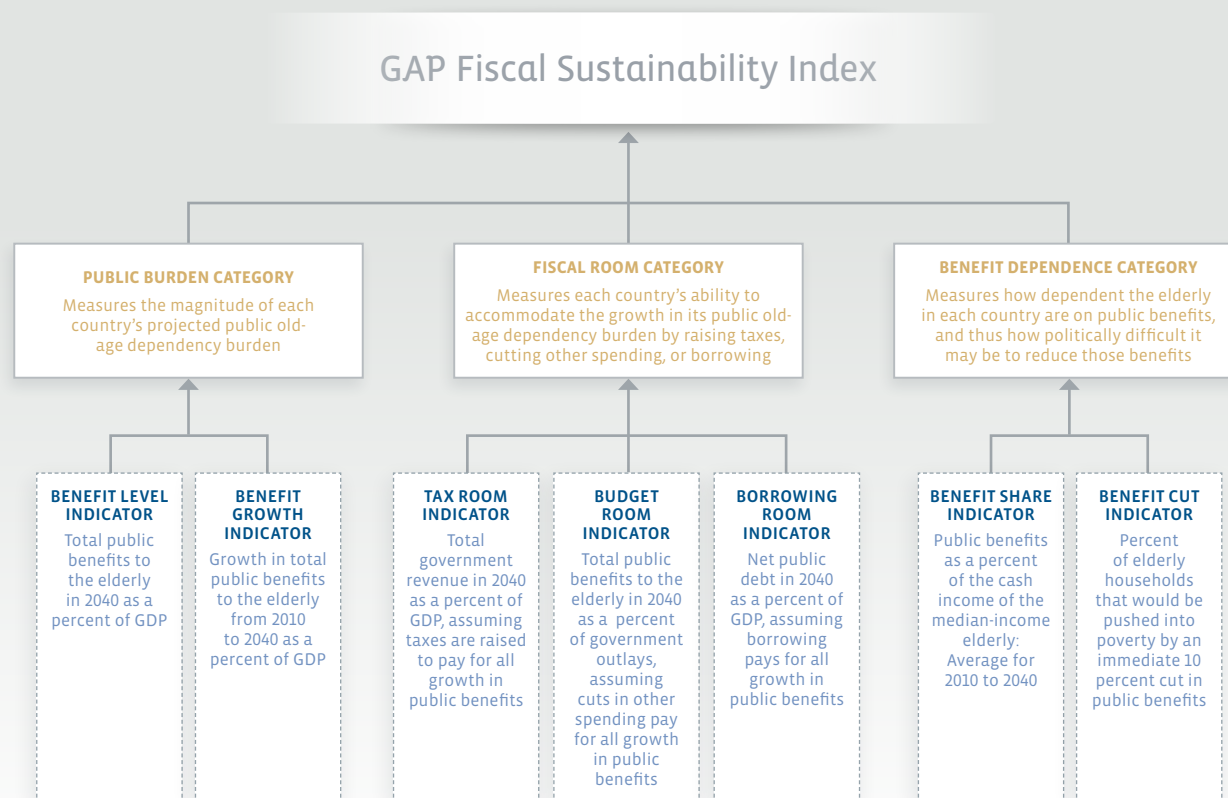 GAP Fiscal Sustainability Index
PUBLIC BURDEN CATEGORY
Measures the magnitude of each
country's projected public old-
age dependency burden
FISCAL ROOM CATEGORY
Measures each country's ability to
accommodate the growth in its public old-
age dependency burden by raising taxes,
cutting other spending, or borrowing
BENEFIT DEPENDENCE CATEGORY
Measures how dependent the elderly
in each country are on public benefits,
and thus how politically difficult it
may be to reduce those benefits
BENEFIT LEVEL
INDICATOR
Total public
benefits to
the elderly
in 2040 as a
percent of GDP
BENEFIT
GROWTH
INDICATOR
Growth in total
public benefits
to the elderly
from 2010
to 2040 as a
percent of GDP
TAX ROOM
INDICATOR
Total
government
revenue in 2040
as a percent of
GDP, assuming
taxes are raised
to pay for all
growth in
public benefits
BUDGET
ROOM
INDICATOR
Total public
benefits to the
elderly in 2040
as a percent
of government
outlays,
assuming
cuts in other
spending pay
for all growth
in public
benefits
BORROWING
ROOM
INDICATOR
Net public
debt in 2040
as a percent of
GDP, assuming
borrowing
pays for all
growth in
public benefits
BENEFIT SHARE
INDICATOR
Public benefits
as a percent
of the cash
income of the
median-income
elderly:
Average for
2010 to 2040
BENEFIT CUT
INDICATOR
Percent
of elderly
households
that would be
pushed into
poverty by an
immediate 10
percent cut in
public benefits